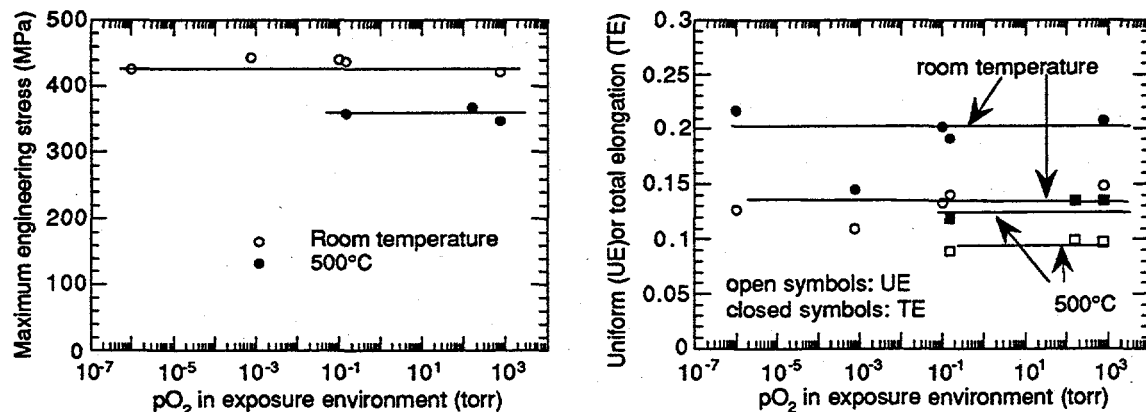 Maximum engineering stress (MPa)
500
400
300
200
100
0
Room temperature
500°C
10-7
10-5
10-3
10-1
101
103
pO2 in exposure environment (torr)
Uniform (UE)or total elongation (TE)
0.3
0.25
0.2
0.15
0.1
0.05
0
room temperature
open symbols: UE
closed symbols: TE
500°C
10-7
10-5
10-3
10-1
101
103
pO2 in exposure environment (torr)